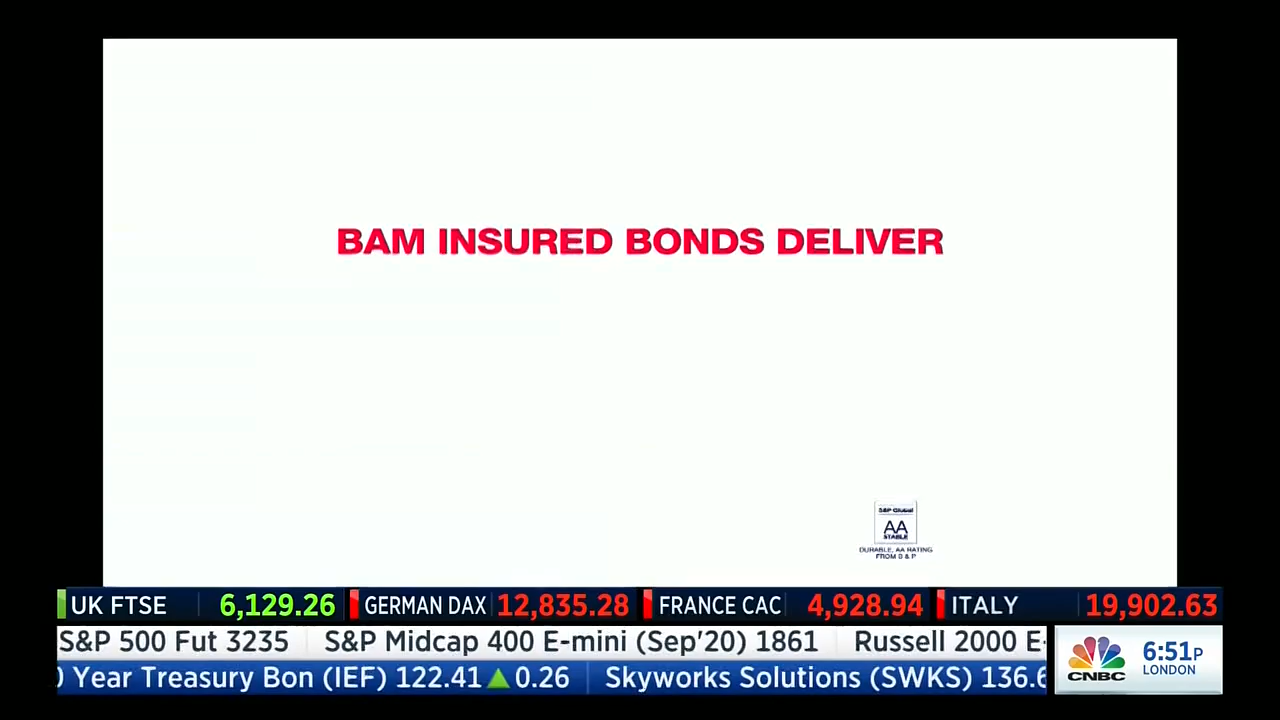 BAM INSURED BONDS DELIVER
S&P Global
AA
STABLE
DURABLE, AA RATING
FROM S & P
UK FTSE 6,129.26 GERMAN DAX 12,835.28 FRANCE CAC 4,928.94 ITALY 19,902.63
S&P 500 Fut 3235 S&P Midcap 400 E-mini (Sep'20) 1861 Russell 2000 E-
Year Treasury Bon (IEF) 122.41 ▲ 0.26 Skyworks Solutions (SWKS) 136.6
CNBC
6:51P
LONDON